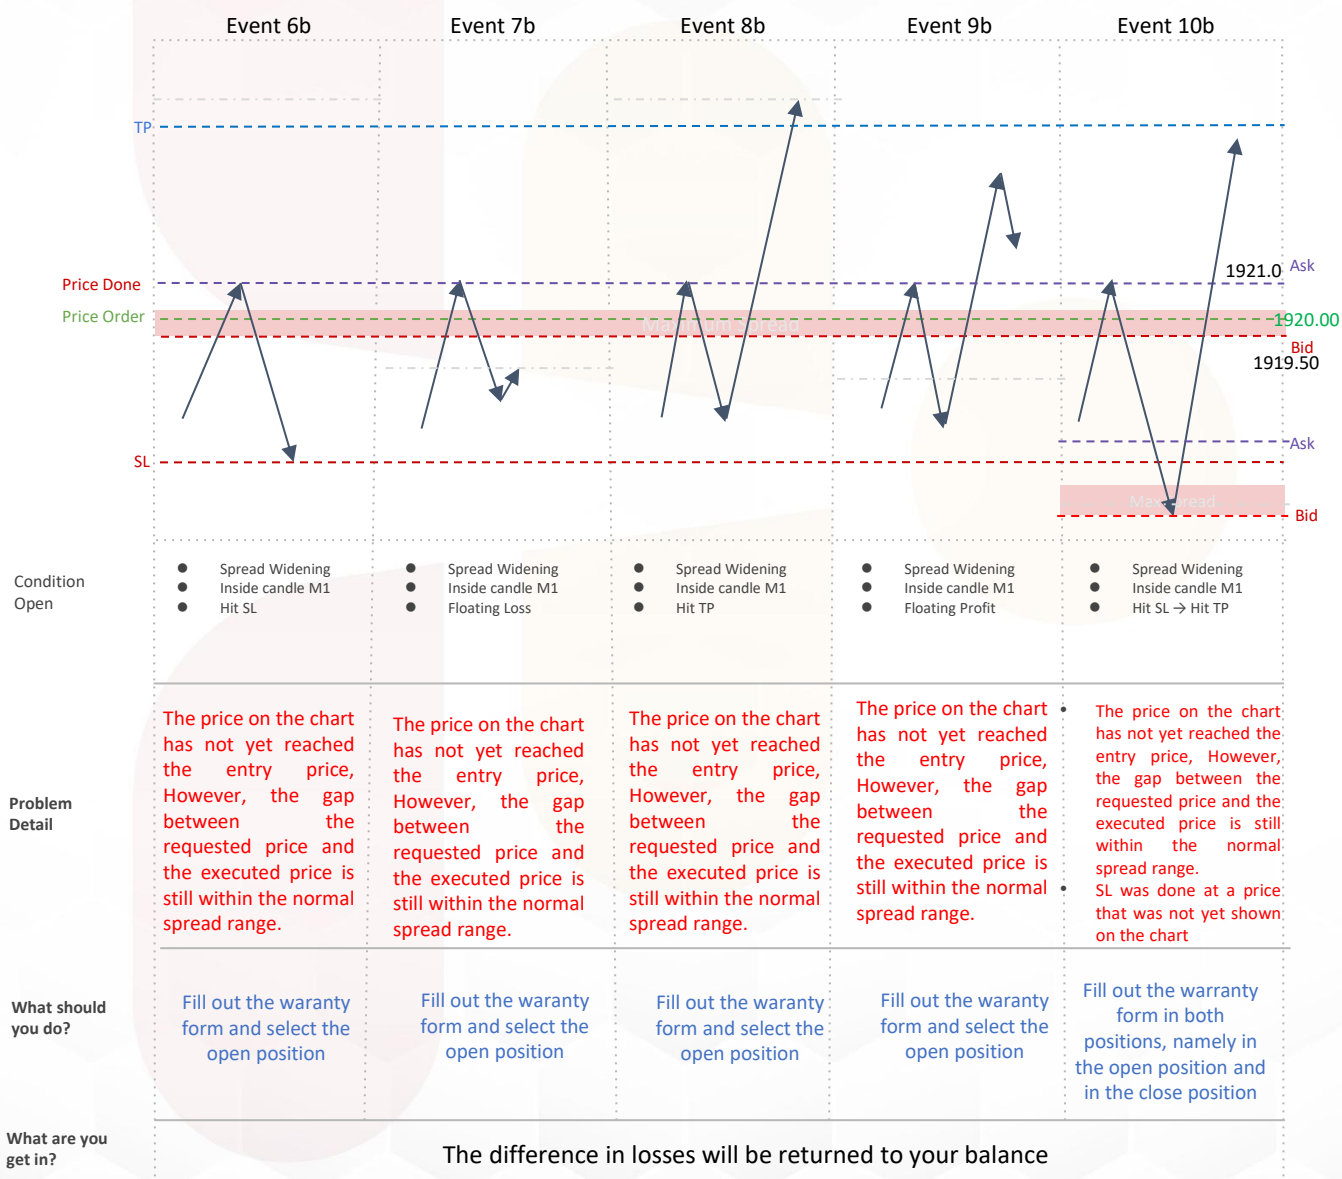 Event 6b
Event 7b
Event 8b
Event 9b
Event 10b
TP
Price Done
1921.0
Ask
Price Order
Maximum Spread
1920.00
Bid
1919.50
SL
Ask
Max Spread
Bid
Condition
Open
● Spread Widening
● Inside candle M1
● Hit SL
● Spread Widening
● Inside candle M1
● Floating Loss
● Spread Widening
● Inside candle M1
● Hit TP
● Spread Widening
● Inside candle M1
● Floating Profit
● Spread Widening
● Inside candle M1
● Hit SL → Hit TP
Problem
Detail
The price on the chart
has not yet reached
the entry price,
However, the gap
between the
requested price and
the executed price is
still within the normal
spread range.
The price on the chart
has not yet reached
the entry price,
However, the gap
between the
requested price and
the executed price is
still within the normal
spread range.
The price on the chart
has not yet reached
the entry price,
However, the gap
between the
requested price and
the executed price is
still within the normal
spread range.
The price on the chart
has not yet reached
the entry price,
However, the gap
between the
requested price and
the executed price is
still within the normal
spread range.
• The price on the chart
has not yet reached the
entry price, However,
the gap between the
requested price and the
executed price is still
within the normal
spread range.
• SL was done at a price
that was not yet shown
on the chart
What should
you do?
Fill out the waranty
form and select the
open position
Fill out the waranty
form and select the
open position
Fill out the waranty
form and select the
open position
Fill out the waranty
form and select the
open position
Fill out the warranty
form in both
positions, namely in
the open position and
in the close position
What are you
get in?
The difference in losses will be returned to your balance